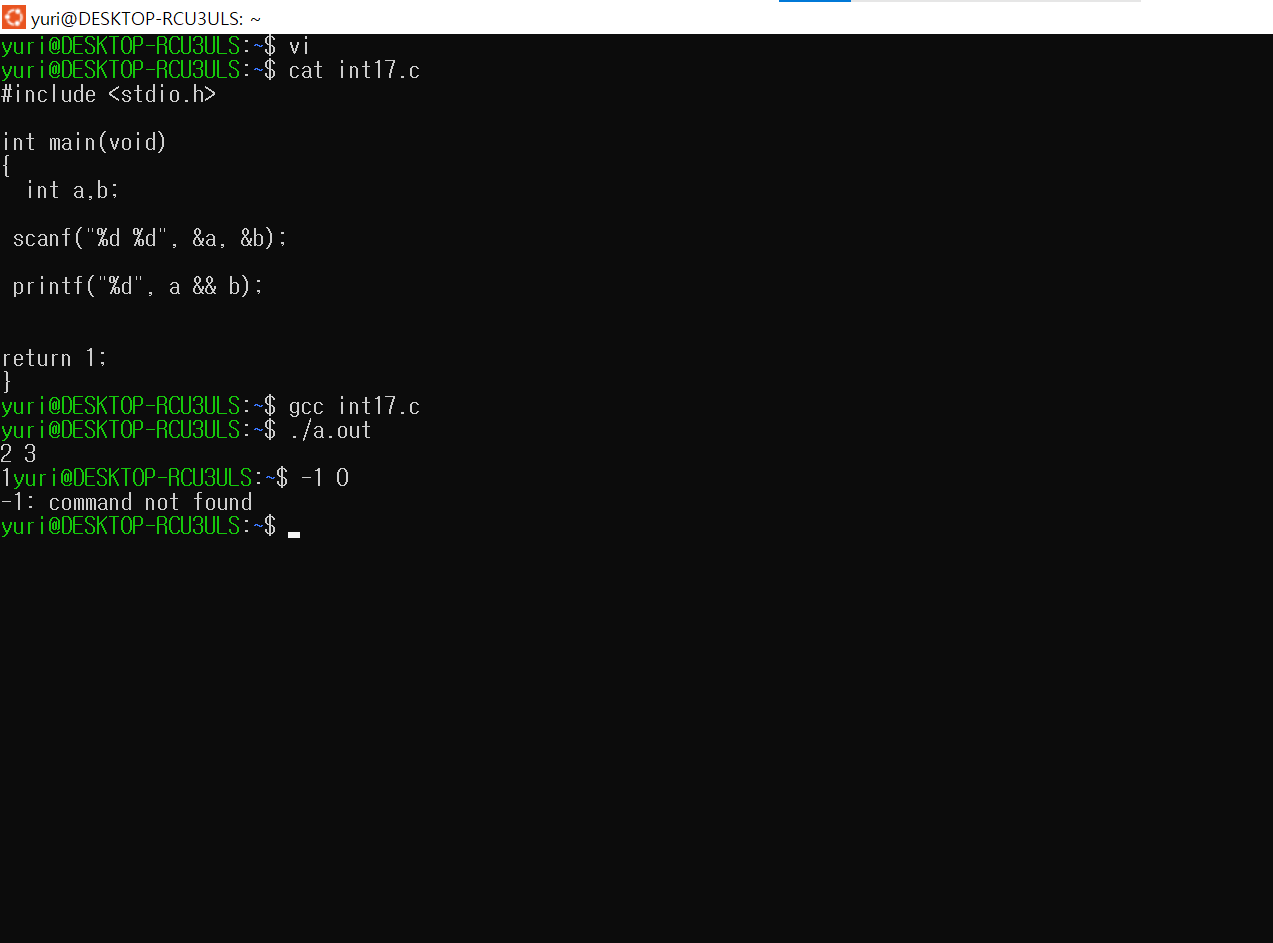 yuri@DESKTOP-RCU3ULS: ~
yuri@DESKTOP-RCU3ULS:~$ vi
yuri@DESKTOP-RCU3ULS:~$ cat int17.c
#include <stdio.h>
int main(void)
{
  int a,b;
 scanf("%d %d", &a, &b);
 printf("%d", a && b);
return 1;
}
yuri@DESKTOP-RCU3ULS:~$ gcc int17.c
yuri@DESKTOP-RCU3ULS:~$ ./a.out
2 3
1yuri@DESKTOP-RCU3ULS:~$ -1 0
-1: command not found
yuri@DESKTOP-RCU3ULS:~$